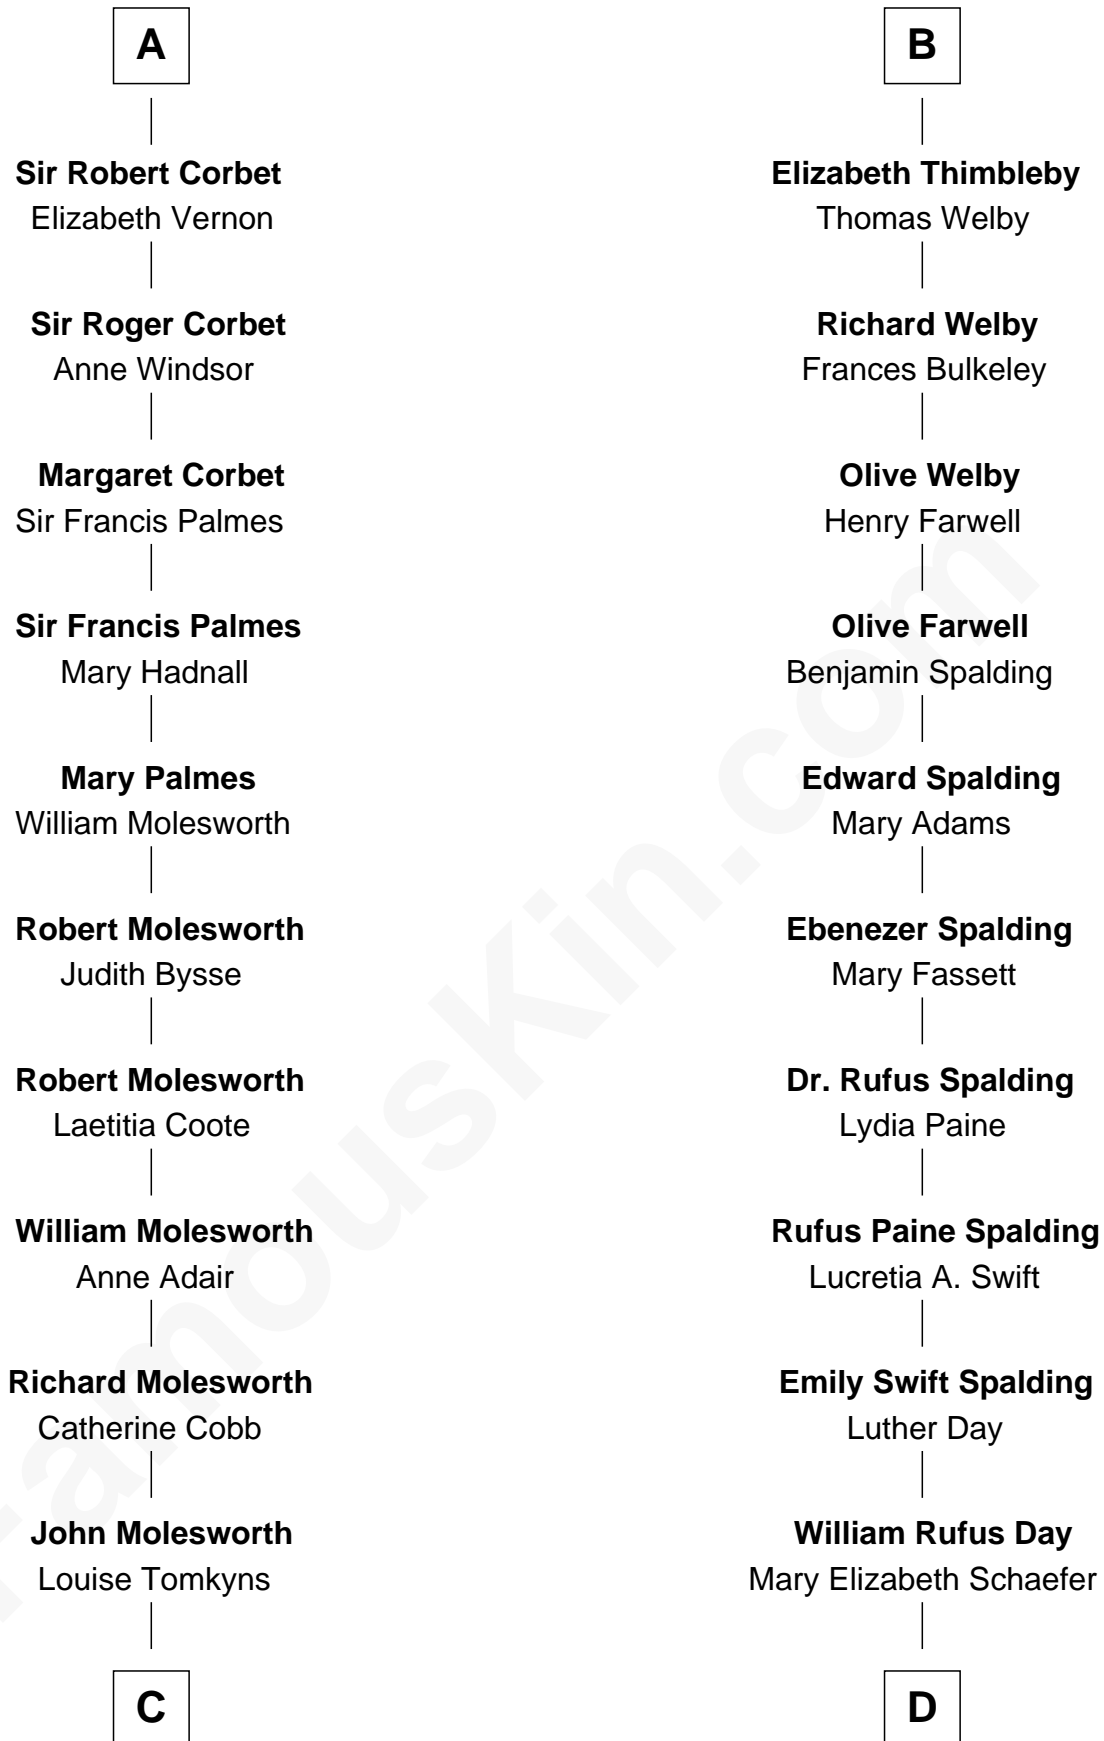 A
Sir Robert Corbet
Elizabeth Vernon
Sir Roger Corbet
Anne Windsor
Margaret Corbet
Sir Francis Palmes
Sir Francis Palmes
Mary Hadnall
Mary Palmes
William Molesworth
Robert Molesworth
Judith Bysse
Robert Molesworth
Laetitia Coote
William Molesworth
Anne Adair
Richard Molesworth
Catherine Cobb
John Molesworth
Louise Tomkyns
C
B
Elizabeth Thimbleby
Thomas Welby
Richard Welby
Frances Bulkeley
Olive Welby
Henry Farwell
Olive Farwell
Benjamin Spalding
Edward Spalding
Mary Adams
Ebenezer Spalding
Mary Fassett
Dr. Rufus Spalding
Lydia Paine
Rufus Paine Spalding
Lucretia A. Swift
Emily Swift Spalding
Luther Day
William Rufus Day
Mary Elizabeth Schaefer
D
FamousKin.com